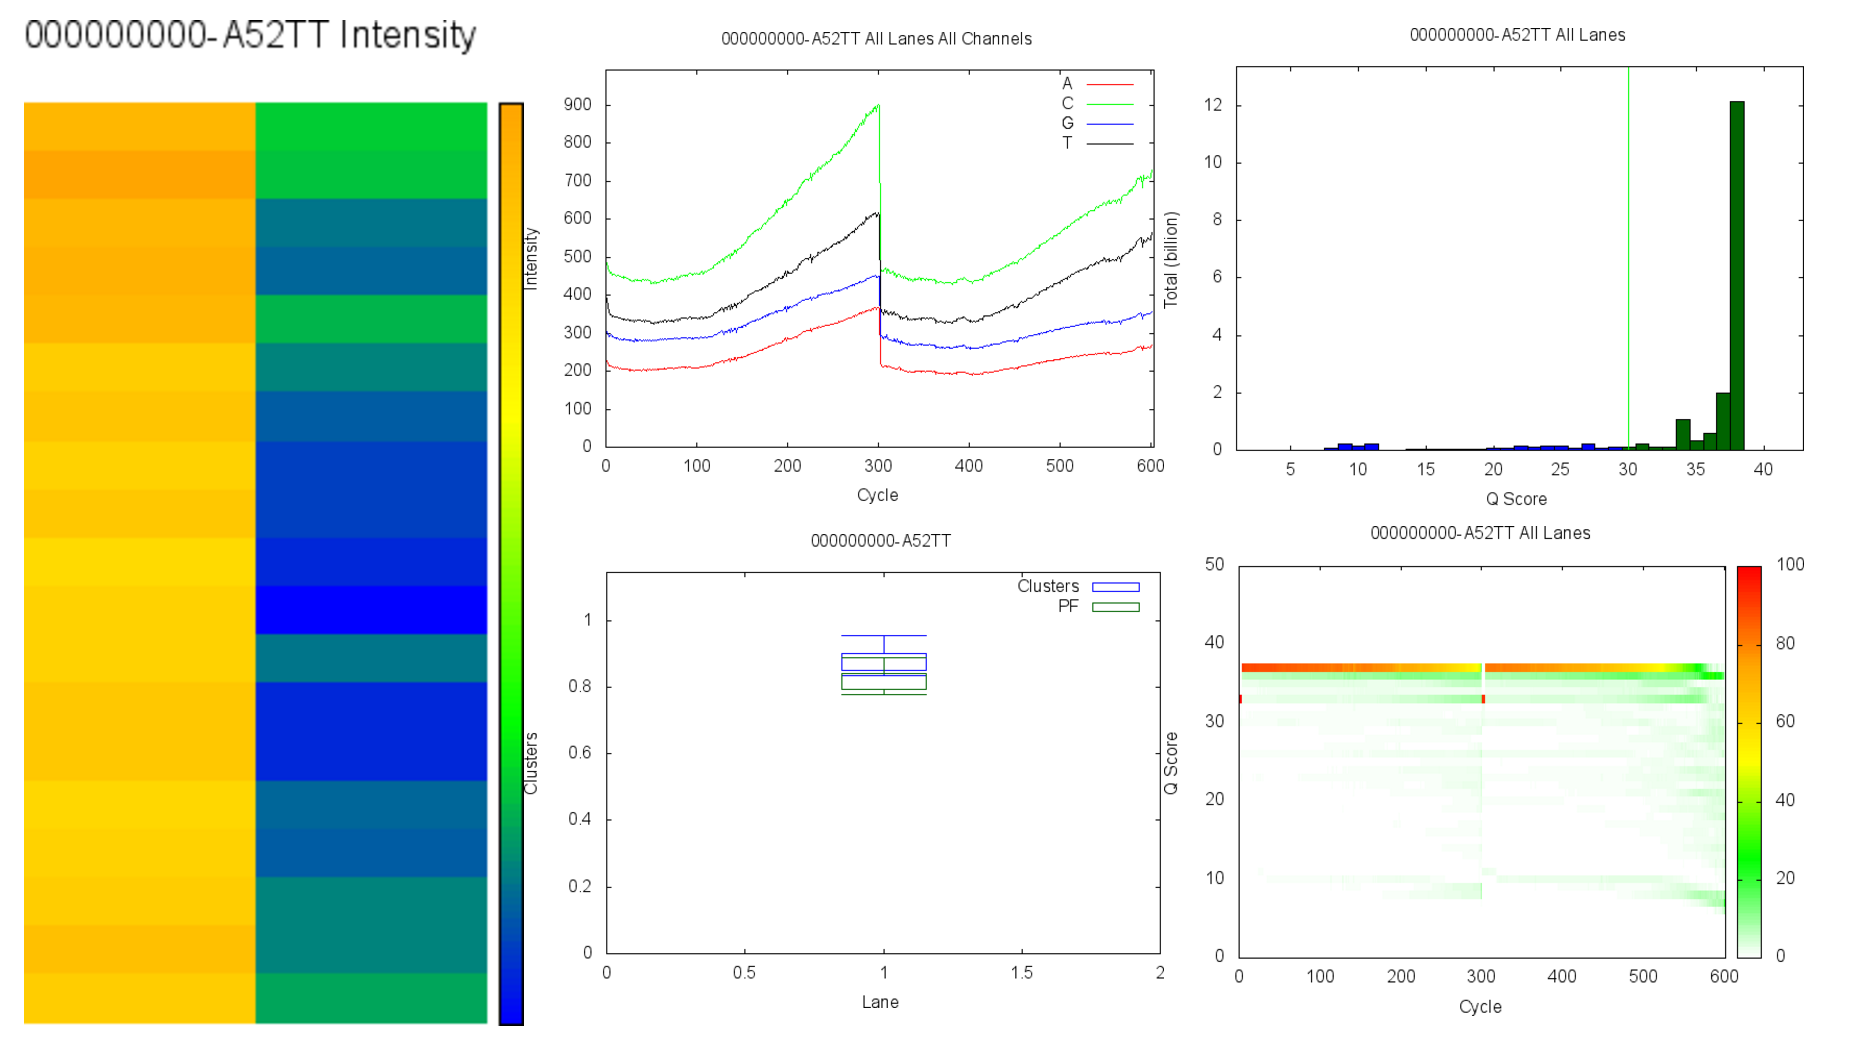 000000000-A52TT Intensity
000000000-A52TT All Lanes All Channels
A
C
G
T
900
800
700
600
500
400
300
200
100
0
0 100 200 300 400 500 600
Cycle
Intensity
Clusters
000000000-A52TT All Lanes
Total (billion)
12
10
8
6
4
2
0
5 10 15 20 25 30 35 40
Q Score
000000000-A52TT
Clusters
PF
1
0.8
0.6
0.4
0.2
0
0 0.5 1 1.5 2
Lane
000000000-A52TT All Lanes
Q Score
50
40
30
20
10
0
0 100 200 300 400 500 600
Cycle
100
80
60
40
20
0